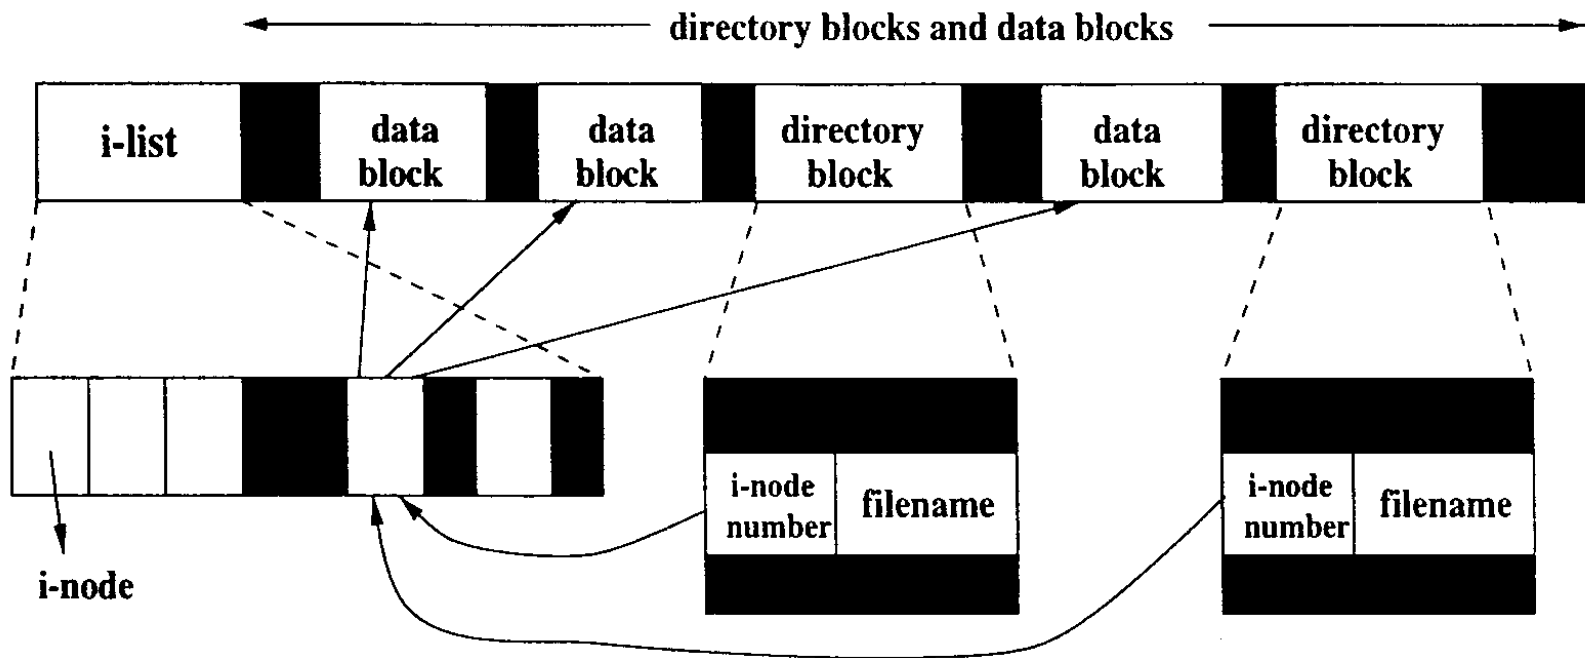 directory blocks and data blocks
i-list
data
block
data
block
directory
block
data
block
directory
block
i-node
number
filename
i-node
number
filename
i-node